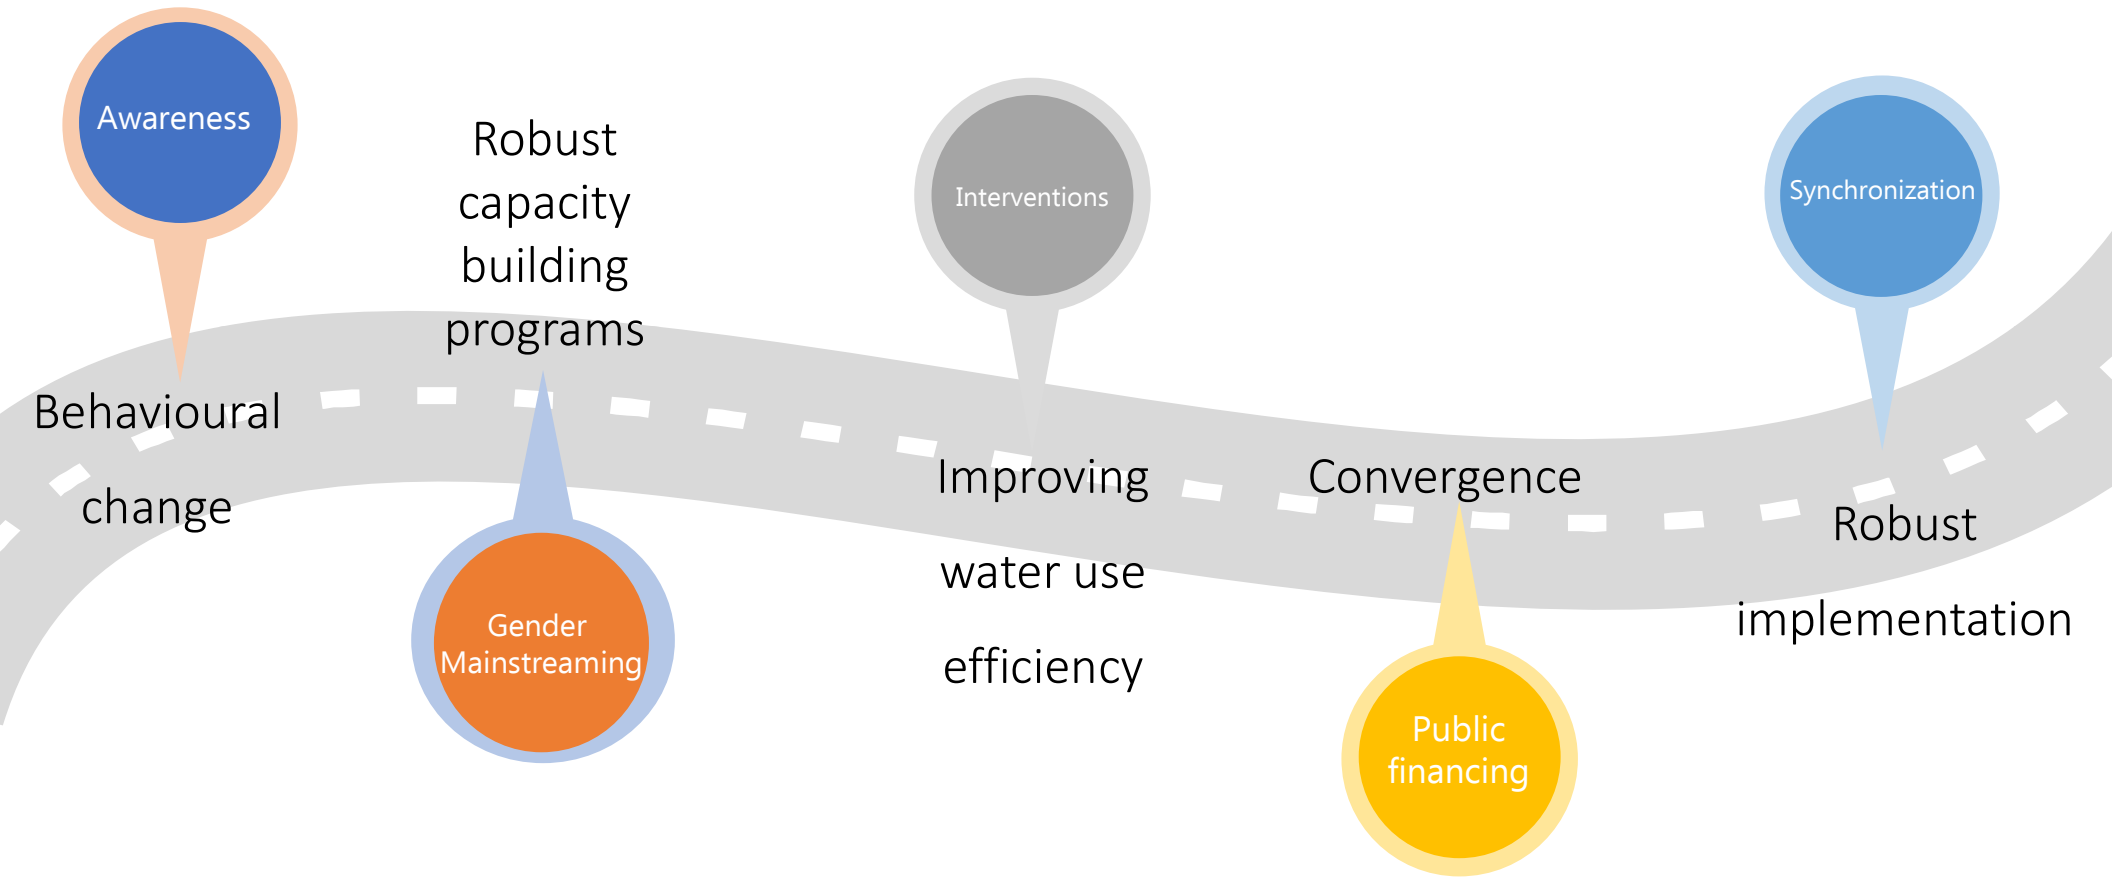 Awareness
Behavioural
change
Robust
capacity
building
programs
Gender
Mainstreaming
Interventions
Improving
water use
efficiency
Convergence
Public
financing
Synchronization
Robust
implementation